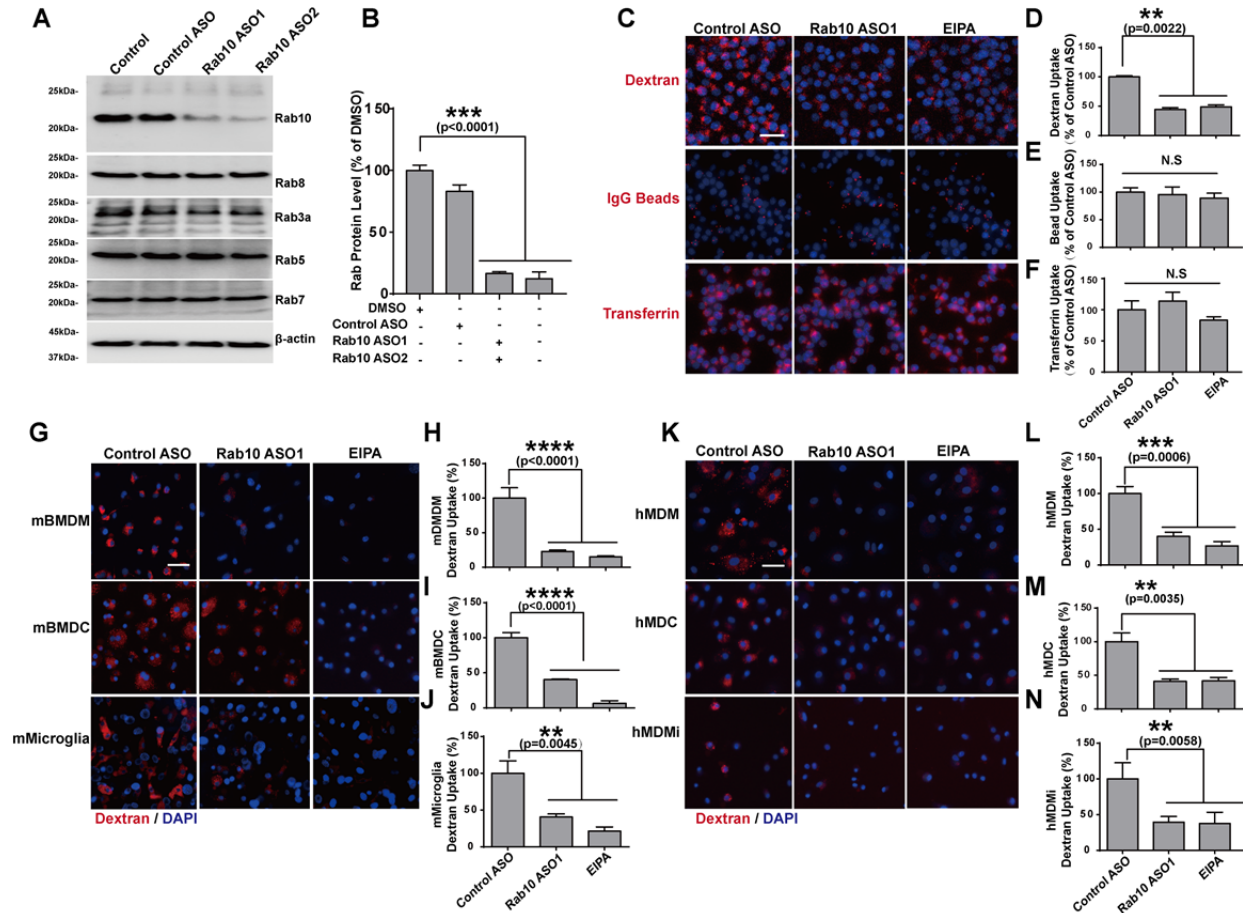 A
Control
Control ASO
Rab10 ASO1
Rab10 ASO2
25kDa-
20kDa-
Rab10
25kDa-
20kDa-
Rab8
25kDa-
20kDa-
Rab3a
25kDa-
20kDa-
Rab5
25kDa-
20kDa-
Rab7
45kDa-
37kDa-
β-actin
B
Rab Protein Level (% of DMSO)
150
100
50
0
***
(p<0.0001)
DMSO + - - -
Control ASO - + - -
Rab10 ASO1 - - + -
Rab10 ASO2 - - + -
C
Control ASO
Rab10 ASO1
EIPA
Dextran
IgG Beads
Transferrin
D
Dextran Uptake
(% of Control ASO)
150
100
50
0
**
(p=0.0022)
E
Bead Uptake
(% of Control ASO)
150
100
50
0
N.S
F
Transferrin Uptake
(% of Control ASO)
150
100
50
0
N.S
Control ASO
Rab10 ASO1
EIPA
G
Control ASO
Rab10 ASO1
EIPA
mBMDM
mBMDC
mMicroglia
Dextran / DAPI
H
mDMDM
Dextran Uptake (%)
150
100
50
0
****
(p<0.0001)
I
mBMDC
Dextran Uptake (%)
150
100
50
0
****
(p<0.0001)
J
mMicroglia
Dextran Uptake (%)
150
100
50
0
**
(p=0.0045)
Control ASO
Rab10 ASO1
EIPA
K
Control ASO
Rab10 ASO1
EIPA
hMDM
hMDC
hMDMi
Dextran / DAPI
L
hMDM
Dextran Uptake (%)
150
100
50
0
***
(p=0.0006)
M
hMDC
Dextran Uptake (%)
150
100
50
0
**
(p=0.0035)
N
hMDMi
Dextran Uptake (%)
150
100
50
0
**
(p=0.0058)
Control ASO
Rab10 ASO1
EIPA